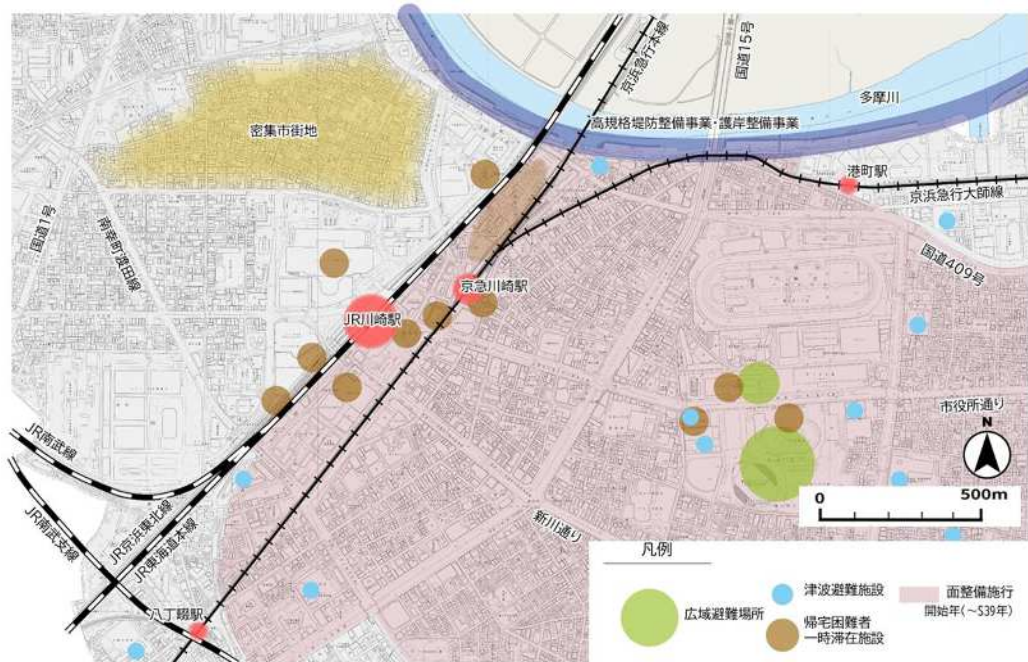 国道15号
京浜急行本線
多摩川
高規格堤防整備事業・護岸整備事業
密集市街地
港町駅
京浜急行大師線
国道1号
南幸町渡田線
国道409号
京急川崎駅
JR川崎駅
市役所通り
N
0 500m
JR南武線
JR南武支線
JR京浜東北線
JR東海道本線
新川通り
八丁畷駅
凡例
広域避難場所
津波避難施設
帰宅困難者
一時滞在施設
面整備施行
開始年(~S39年)